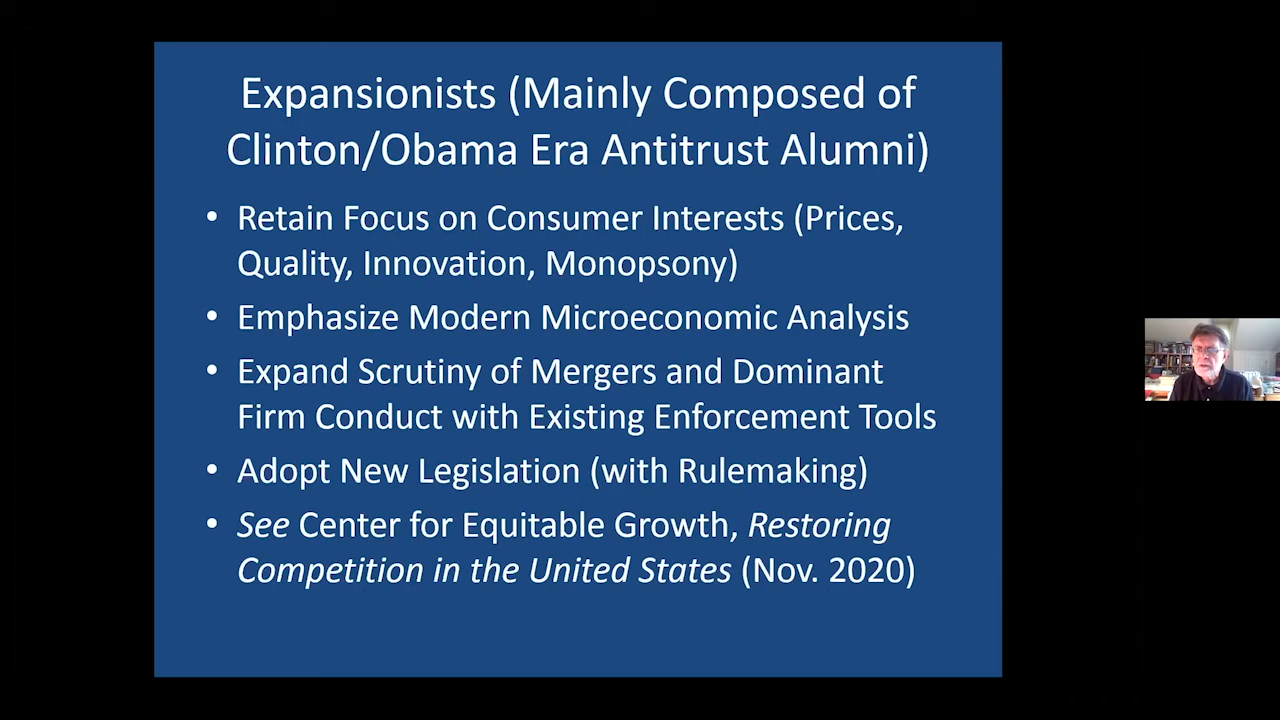 Expansionists (Mainly Composed of
Clinton/Obama Era Antitrust Alumni)
• Retain Focus on Consumer Interests (Prices,
Quality, Innovation, Monopsony)
• Emphasize Modern Microeconomic Analysis
• Expand Scrutiny of Mergers and Dominant
Firm Conduct with Existing Enforcement Tools
• Adopt New Legislation (with Rulemaking)
• See Center for Equitable Growth, Restoring
Competition in the United States (Nov. 2020)